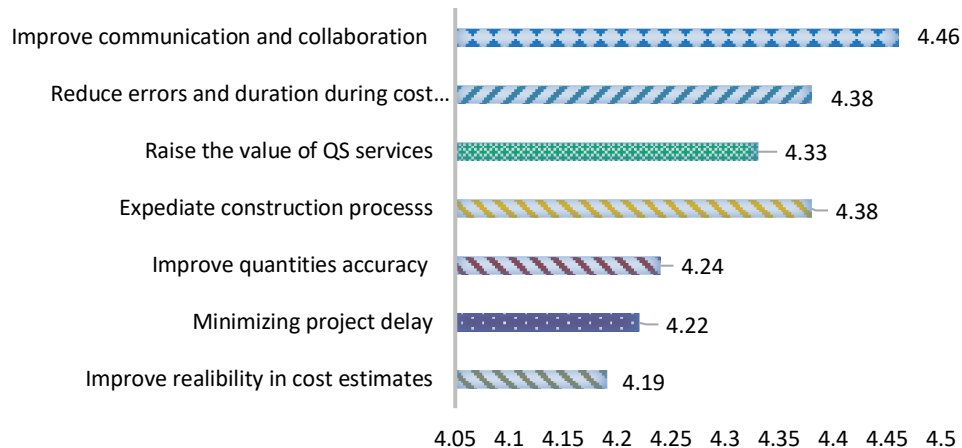 Improve communication and collaboration 4.46
Reduce errors and duration during cost... 4.38
Raise the value of QS services 4.33
Expediate construction processs 4.38
Improve quantities accuracy 4.24
Minimizing project delay 4.22
Improve realibility in cost estimates 4.19
4.05 4.1 4.15 4.2 4.25 4.3 4.35 4.4 4.45 4.5